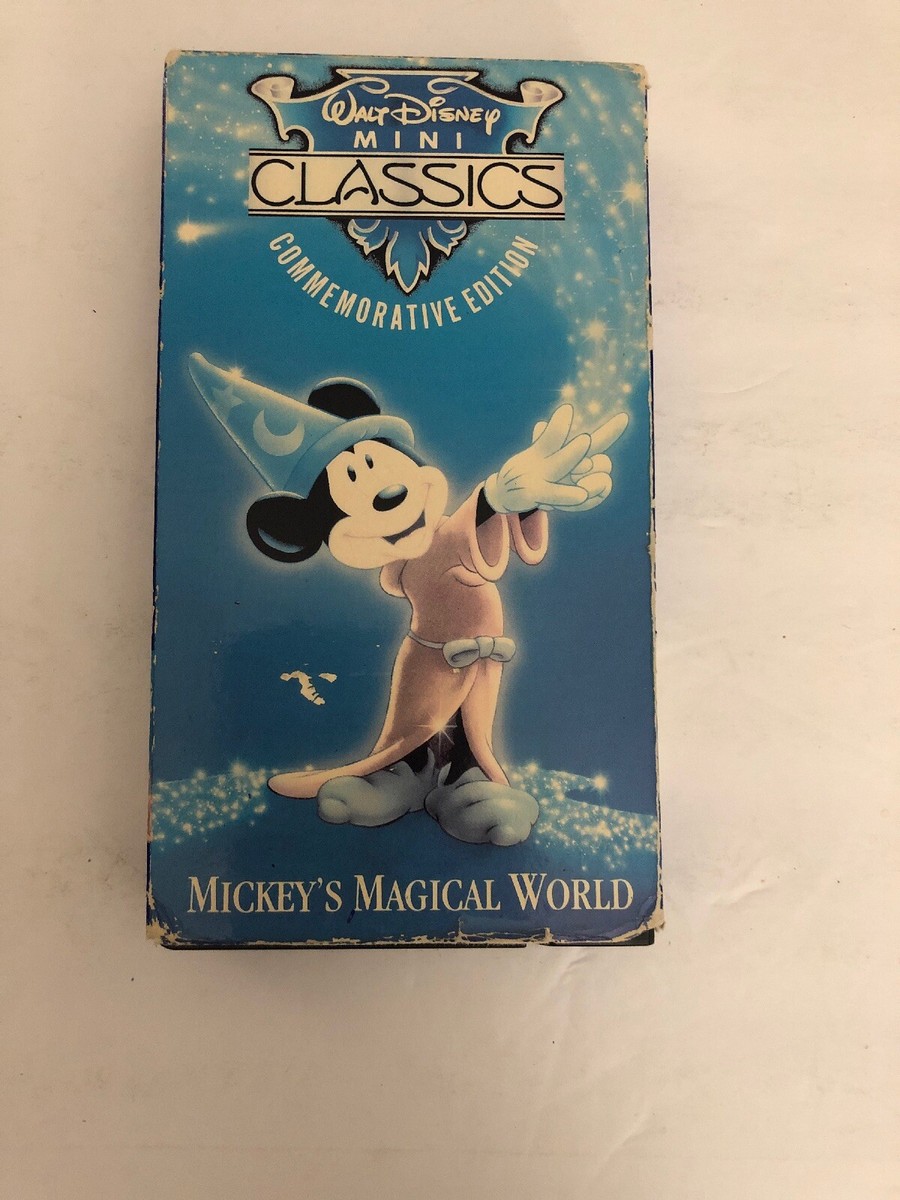 WALT DISNEY
MINI
CLASSICS
COMMEMORATIVE EDITION
MICKEY'S MAGICAL WORLD